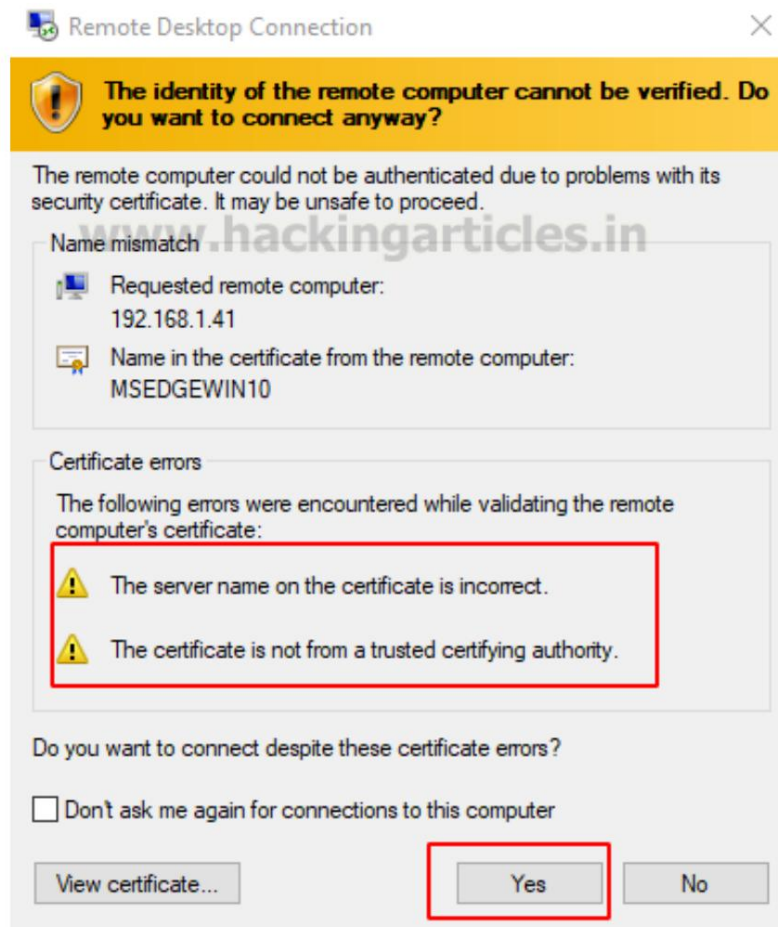 Remote Desktop Connection
The identity of the remote computer cannot be verified. Do
you want to connect anyway?
The remote computer could not be authenticated due to problems with its
security certificate. It may be unsafe to proceed.
www.hackingarticles.in
Name mismatch
Requested remote computer:
192.168.1.41
Name in the certificate from the remote computer:
MSEDGEWIN10
Certificate errors
The following errors were encountered while validating the remote
computer's certificate:
The server name on the certificate is incorrect.
The certificate is not from a trusted certifying authority.
Do you want to connect despite these certificate errors?
Don't ask me again for connections to this computer
View certificate...
Yes
No